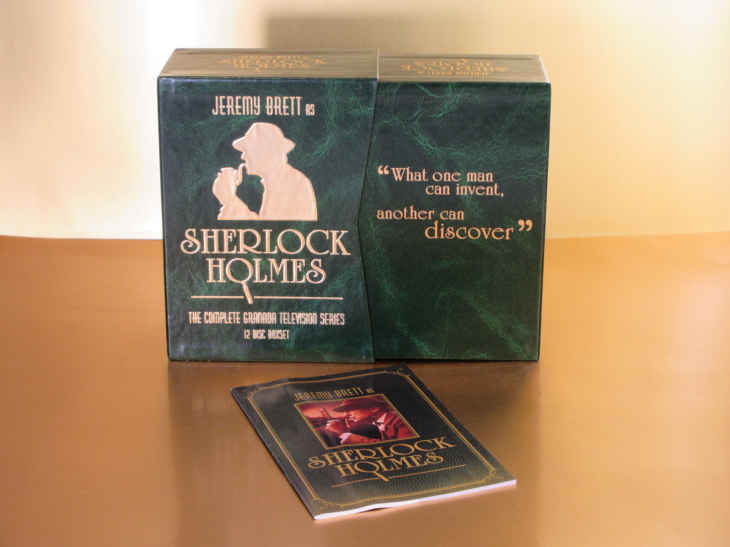 JEREMY BRETT as
SHERLOCK
HOLMES
THE COMPLETE GRANADA TELEVISION SERIES
12 DISC BOXSET
“What one man
can invent,
another can
discover”
JEREMY BRETT as
SHERLOCK
HOLMES